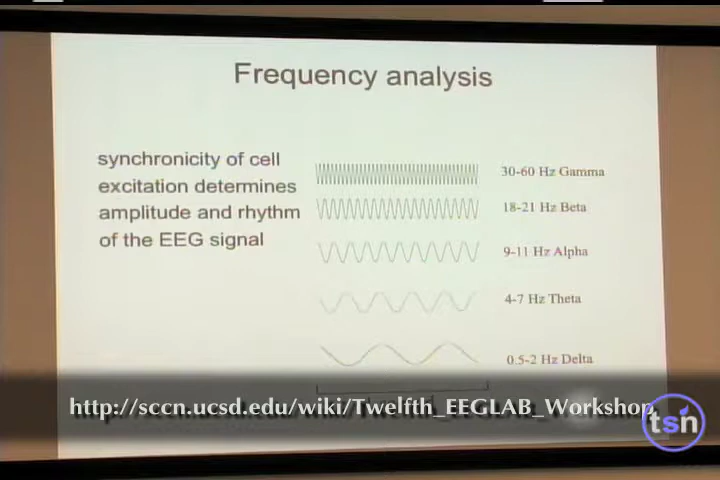 Frequency analysis
synchronicity of cell
excitation determines
amplitude and rhythm
of the EEG signal
30-60 Hz Gamma
18-21 Hz Beta
9-11 Hz Alpha
4-7 Hz Theta
0.5-2 Hz Delta
http://sccn.ucsd.edu/wiki/Twelfth_EEGLAB_Workshop
tsn